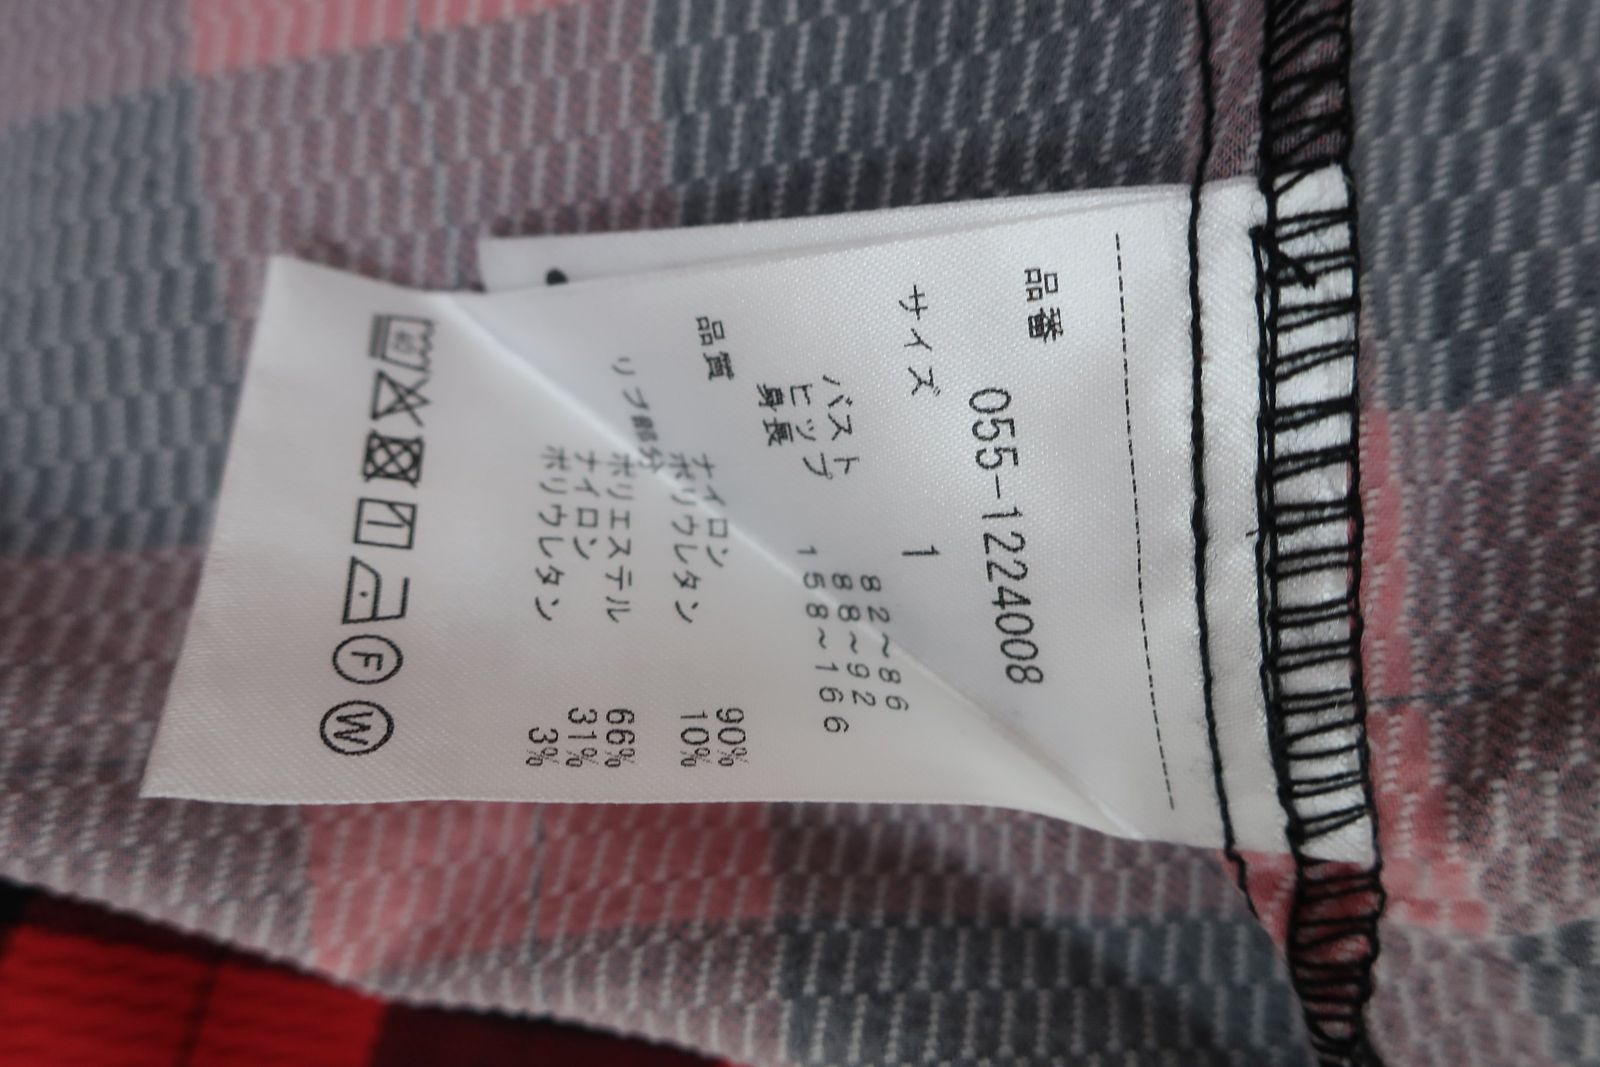 品番
055-1224008
サイズ 1
バスト 82~86
ヒップ 88~92
身長 158~166
品質
ナイロン 90%
ポリウレタン 10%
リブ部分
ポリエステル 66%
ナイロン 31%
ポリウレタン 3%
40
F
W